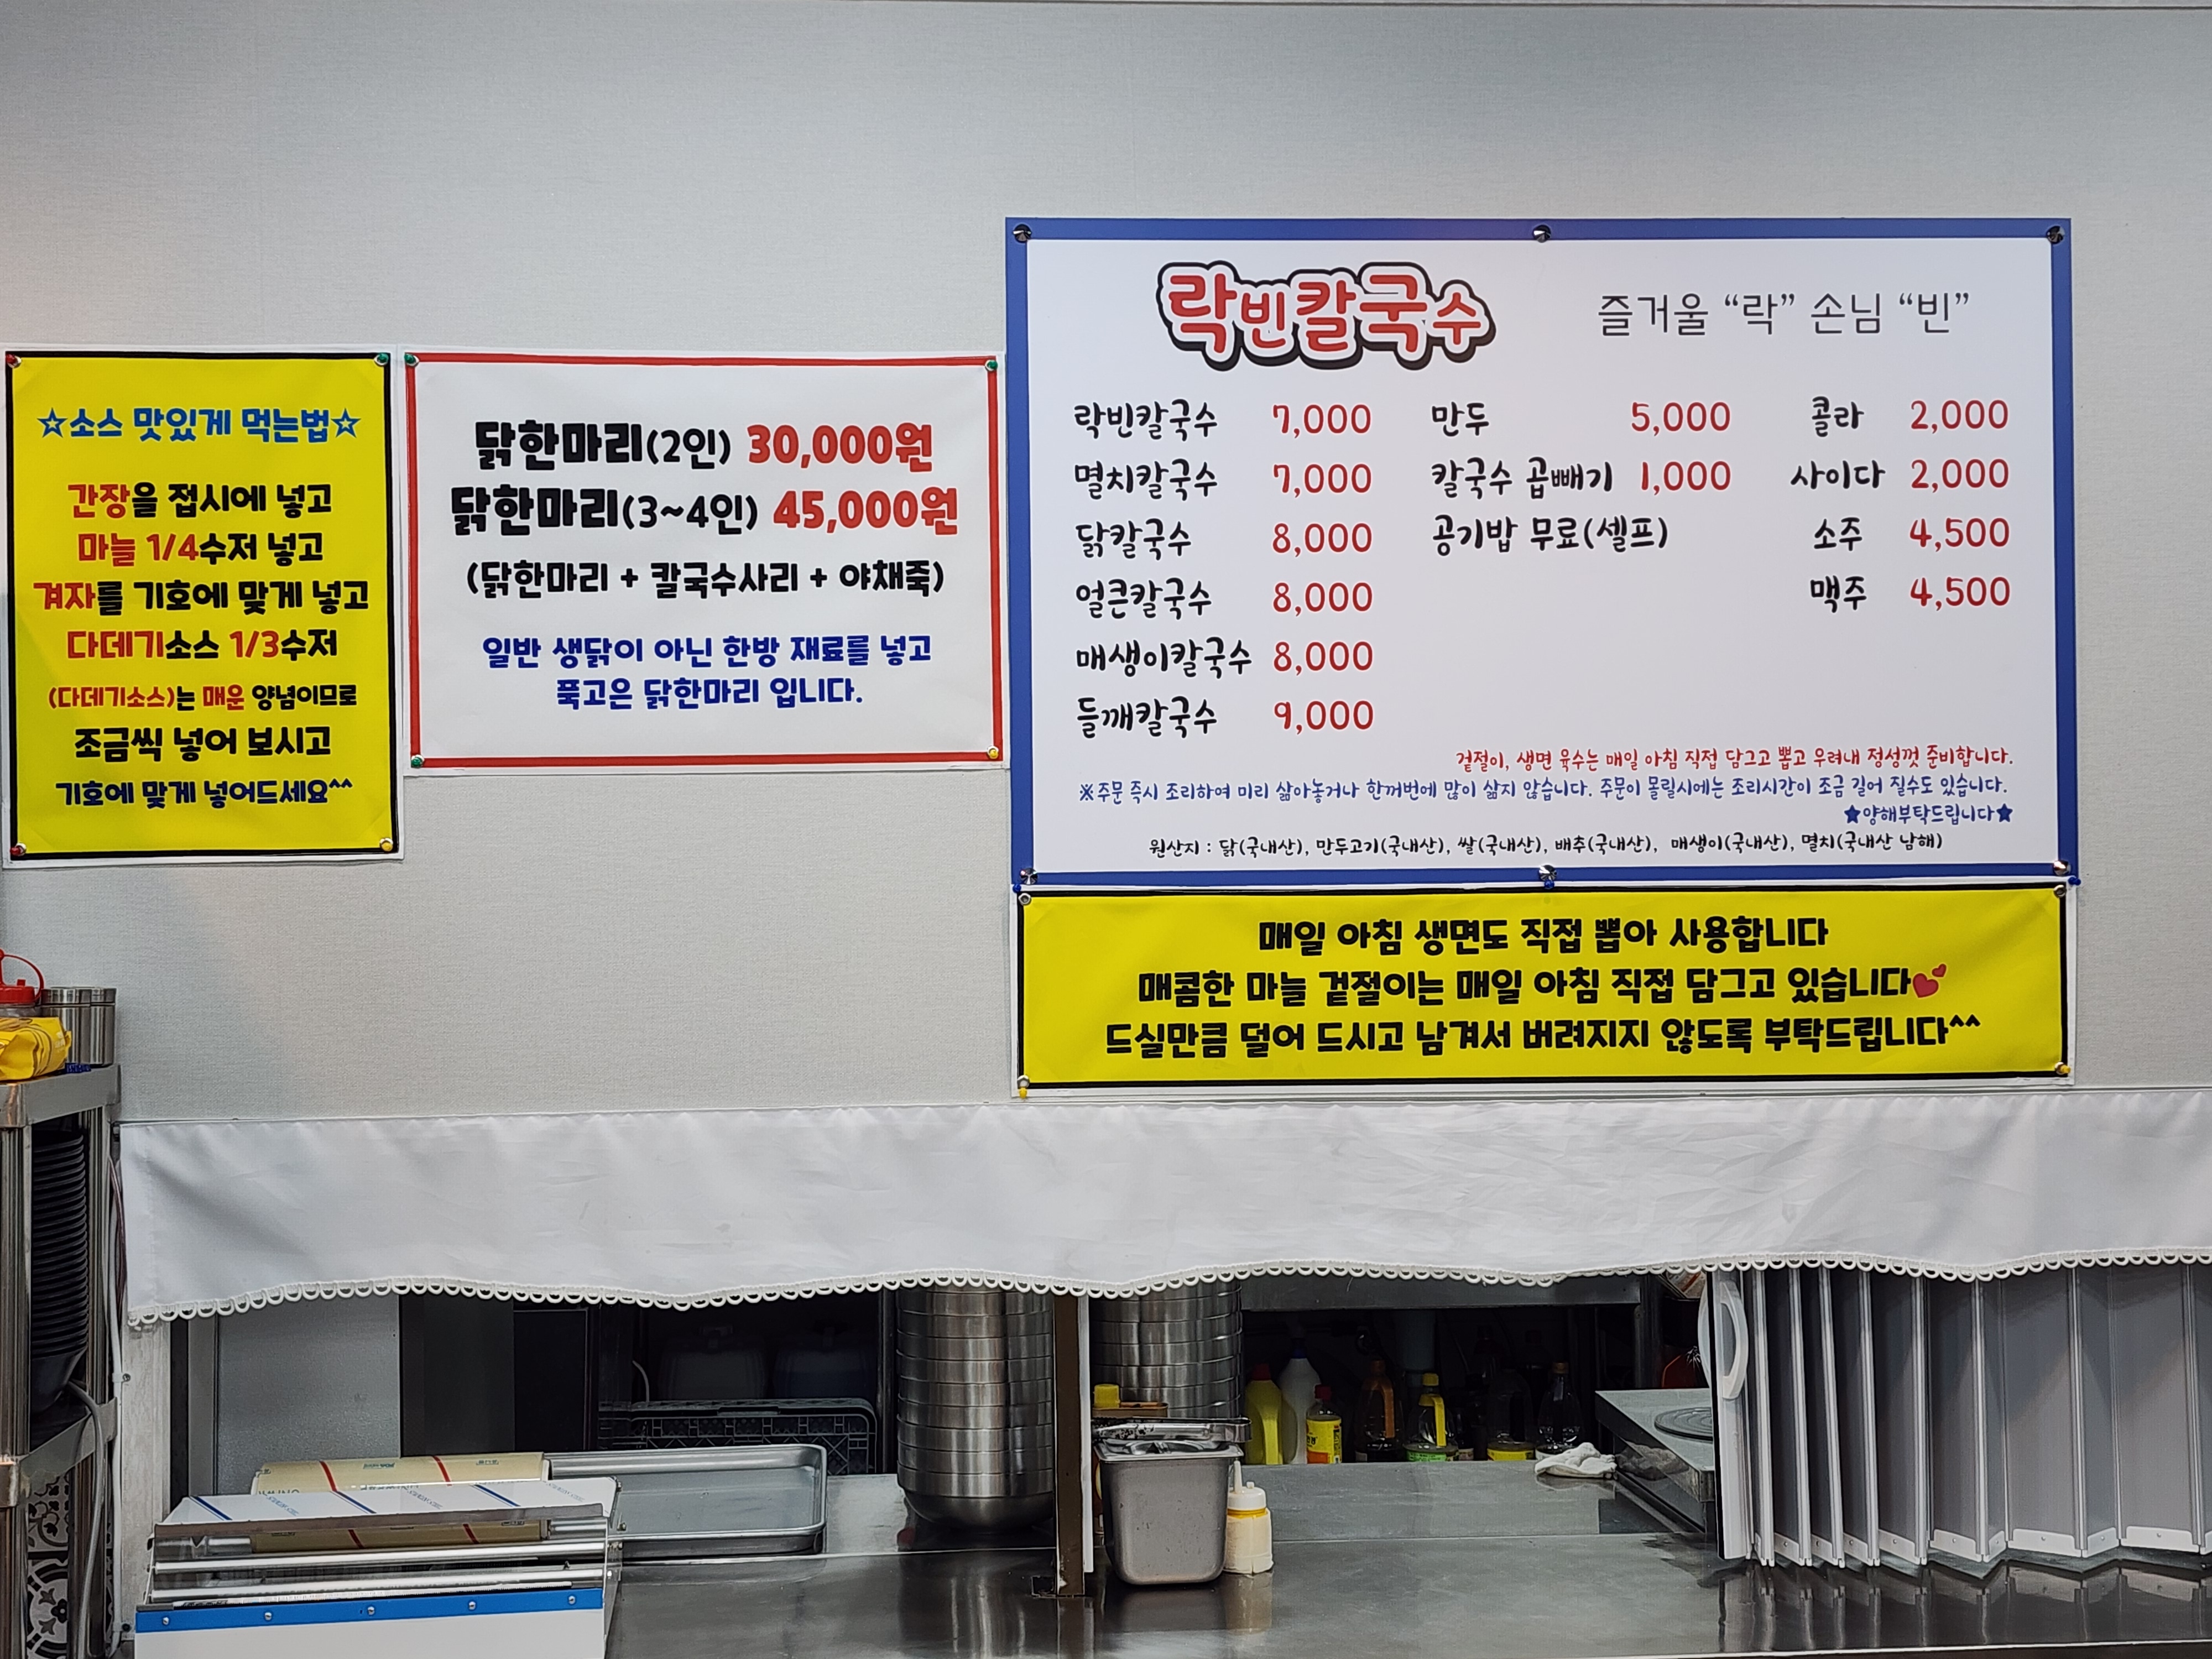 ☆소스 맛있게 먹는법☆
간장을 접시에 넣고
마늘 1/4수저 넣고
겨자를 기호에 맞게 넣고
다데기소스 1/3수저
(다데기소스)는 매운 양념이므로
조금씩 넣어 보시고
기호에 맞게 넣어드세요^^
닭한마리(2인) 30,000원
닭한마리(3~4인) 45,000원
(닭한마리 + 칼국수사리 + 야채죽)
일반 생닭이 아닌 한방 재료를 넣고
푹고은 닭한마리 입니다.
락빈칼국수 즐거울 “락” 손님 “빈”
락빈칼국수 7,000 만두 5,000 콜라 2,000
멸치칼국수 7,000 칼국수 곱빼기 1,000 사이다 2,000
닭칼국수 8,000 공기밥 무료(셀프) 소주 4,500
얼큰칼국수 8,000 맥주 4,500
매생이칼국수 8,000
들깨칼국수 9,000
겉절이, 생면 육수는 매일 아침 직접 담그고 뽑고 우려내 정성껏 준비합니다.
※주문 즉시 조리하여 미리 삶아놓거나 한꺼번에 많이 삶지 않습니다. 주문이 몰릴시에는 조리시간이 조금 길어 질수도 있습니다.
★양해부탁드립니다★
원산지 : 닭(국내산), 만두고기(국내산), 쌀(국내산), 배추(국내산), 매생이(국내산), 멸치(국내산 남해)
매일 아침 생면도 직접 뽑아 사용합니다
매콤한 마늘 겉절이는 매일 아침 직접 담그고 있습니다💕
드실만큼 덜어 드시고 남겨서 버려지지 않도록 부탁드립니다^^